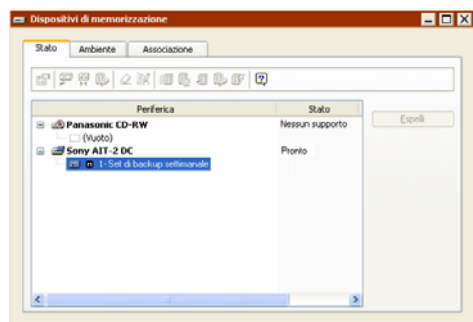 Dispositivi di memorizzazione
Stato Ambiente Associazione
Periferica Stato
Panasonic CD-RW Nessun supporto
(Vuoto)
Sony AIT-2 DC Pronto
1-Set di backup settimanale
Espelli